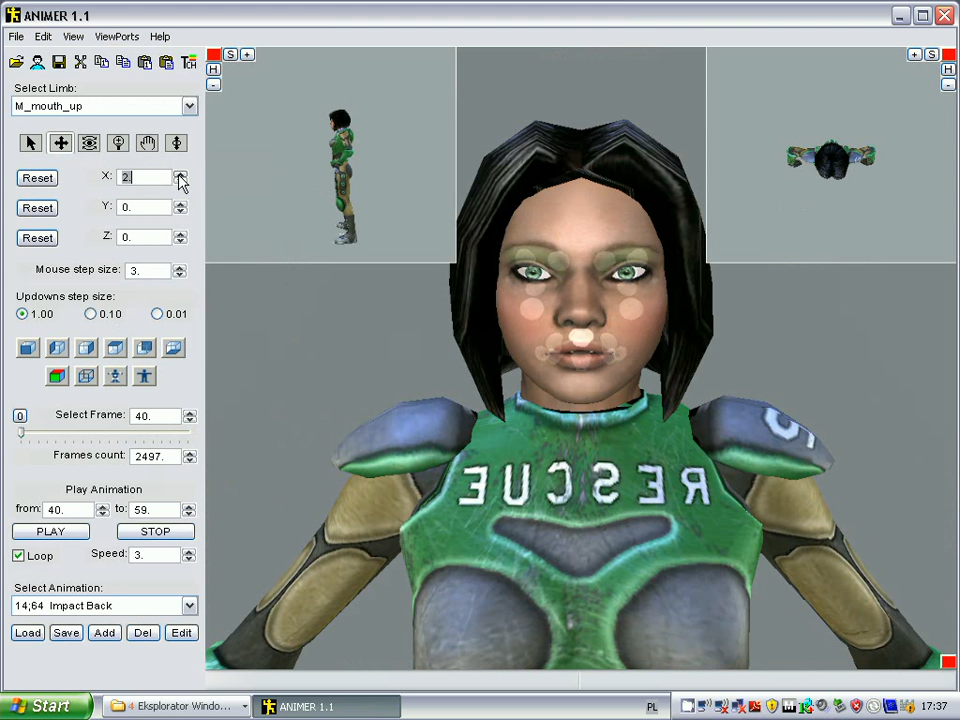 ANIMER 1.1
File Edit View ViewPorts Help
S +
+ S
H
H
-
-
TCH
Select Limb:
M_mouth_up
Reset X: 2.
Reset Y: 0.
Reset Z: 0.
Mouse step size: 3.
Updowns step size:
1.00 0.10 0.01
0 Select Frame: 40.
Frames count: 2497.
RESCUE
Play Animation
from: 40. to: 59.
PLAY STOP
Loop Speed: 3.
Select Animation:
14;64 Impact Back
Load Save Add Del Edit
Start 4 Eksplorator Windo... ANIMER 1.1 PL 17:37